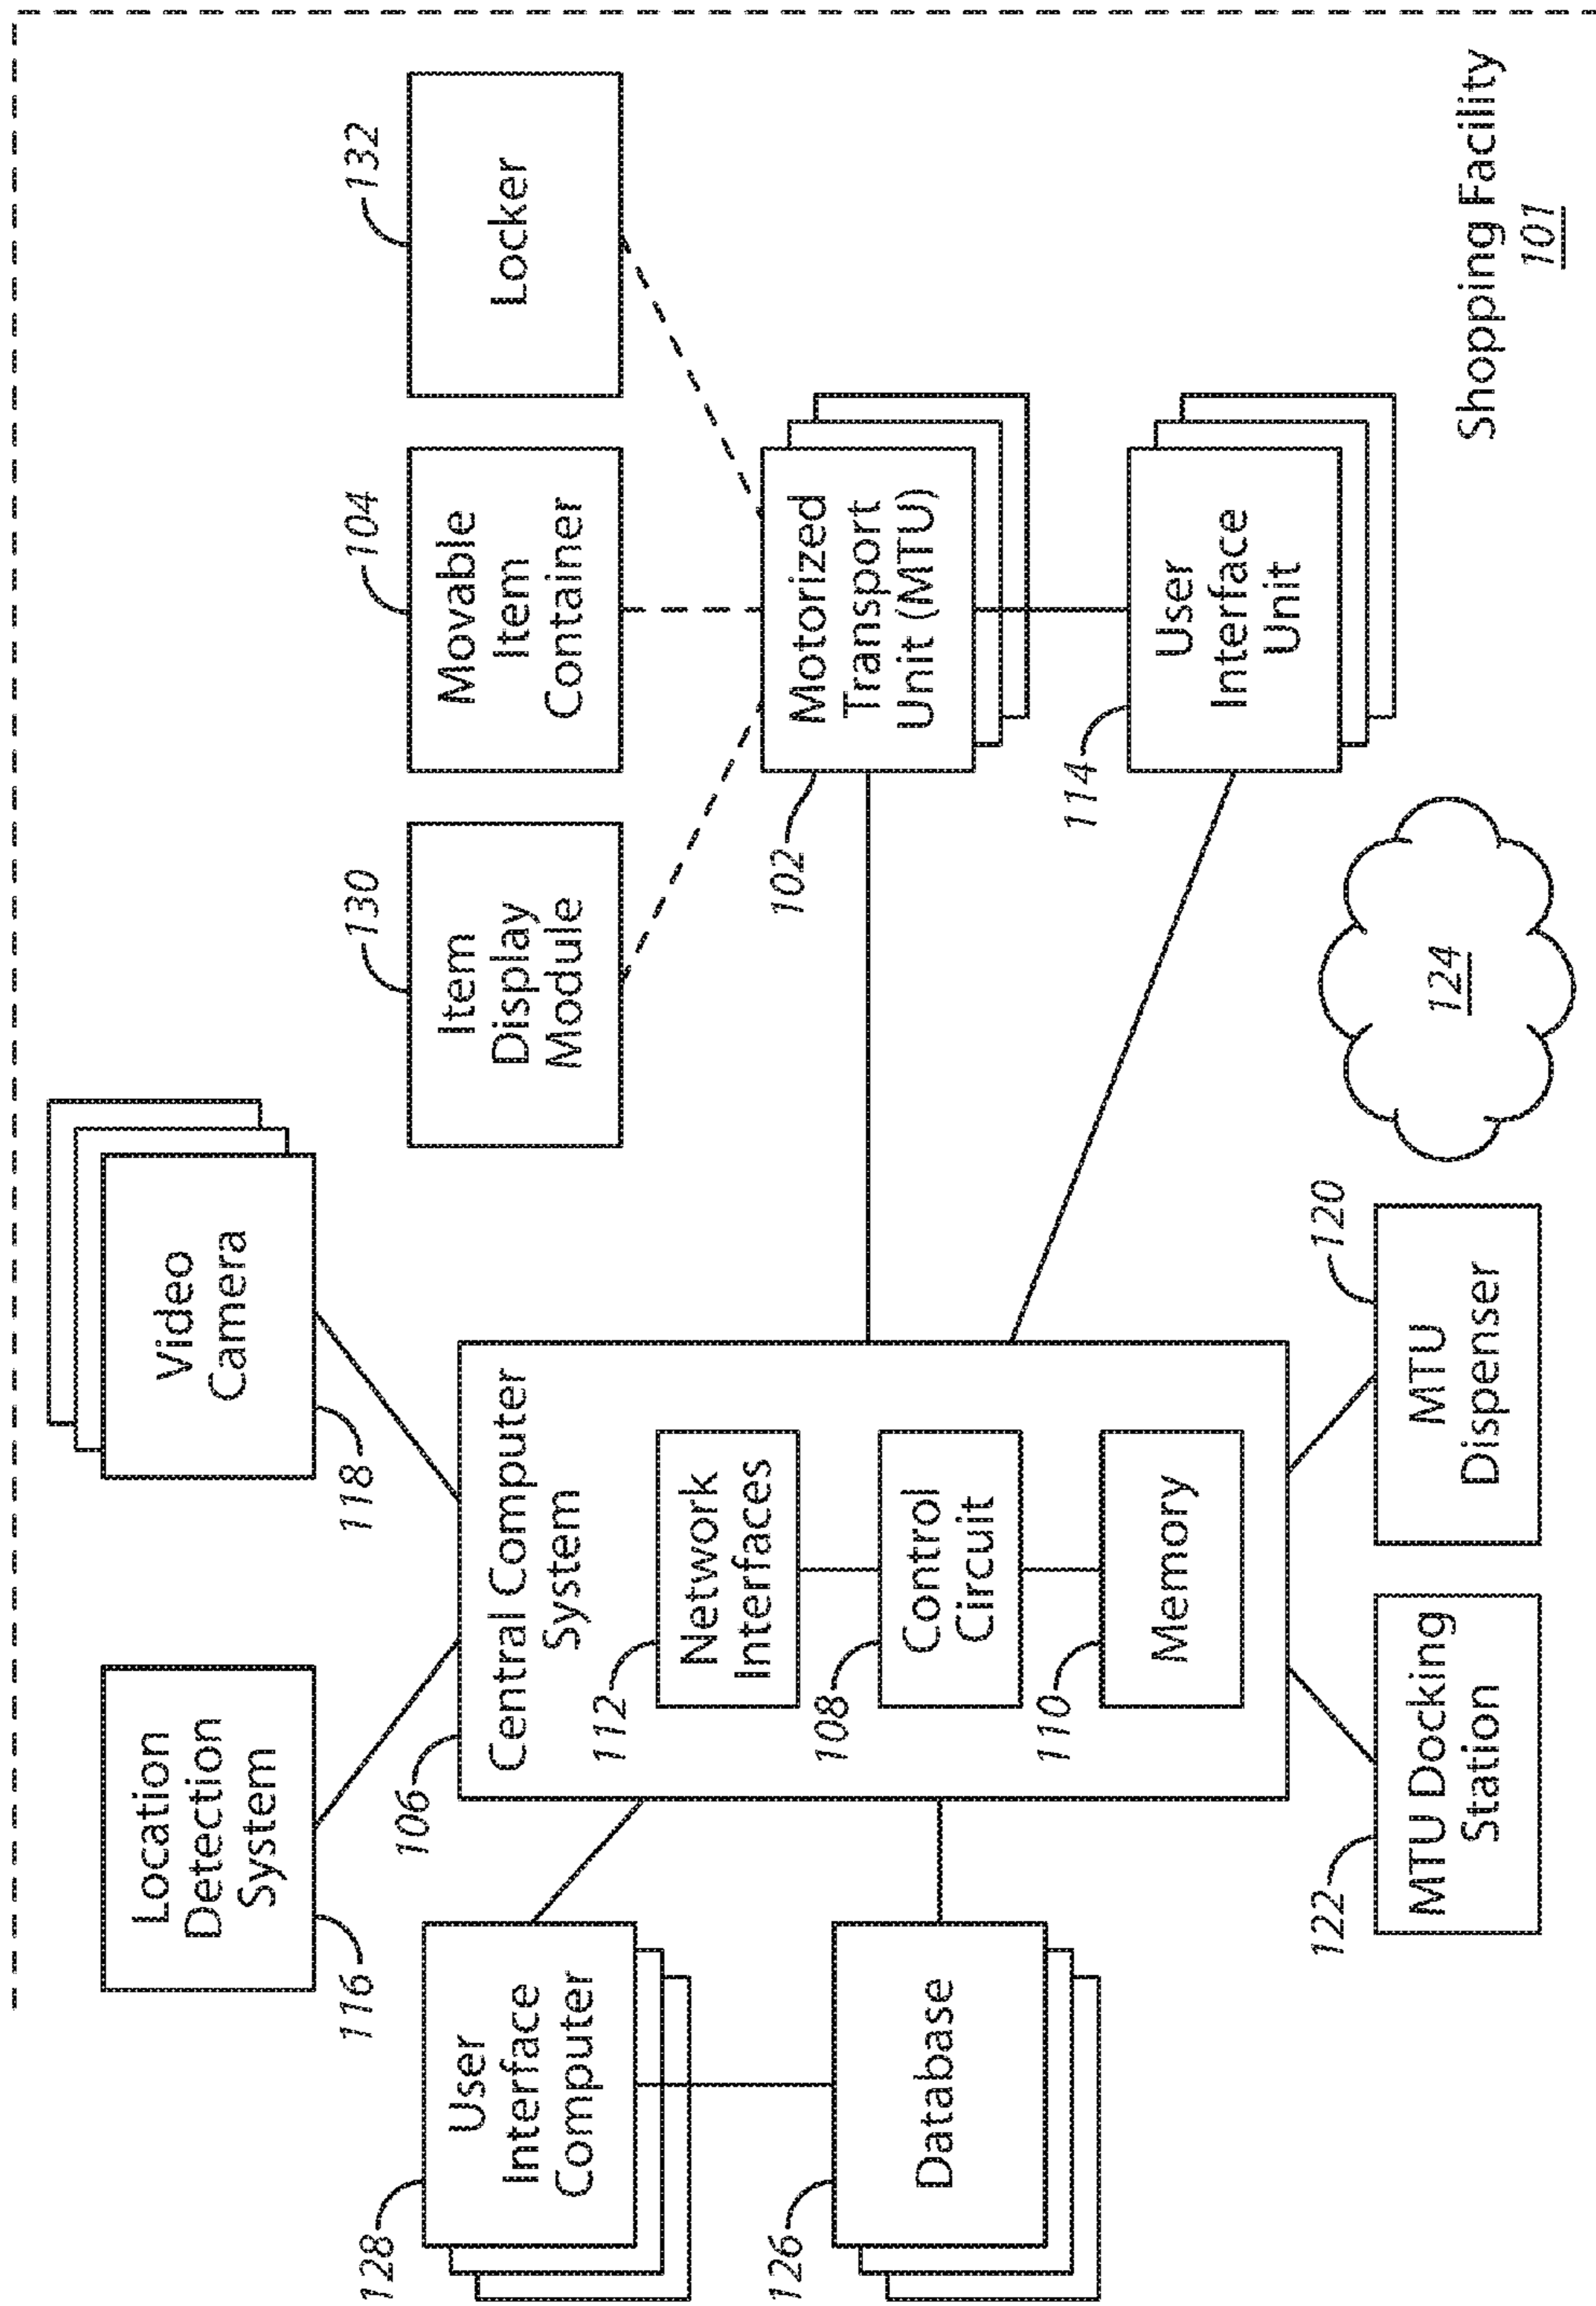 116
Location
Detection
System
118
Video
Camera
128
User
Interface
Computer
126
Database
106
Central Computer
System
112
Network
Interfaces
108
Control
Circuit
110
Memory
122
MTU Docking
Station
120
MTU
Dispenser
130
Item
Display
Module
104
Movable
Item
Container
132
Locker
102
Motorized
Transport
Unit (MTU)
114
User
Interface
Unit
124
Shopping Facility
101